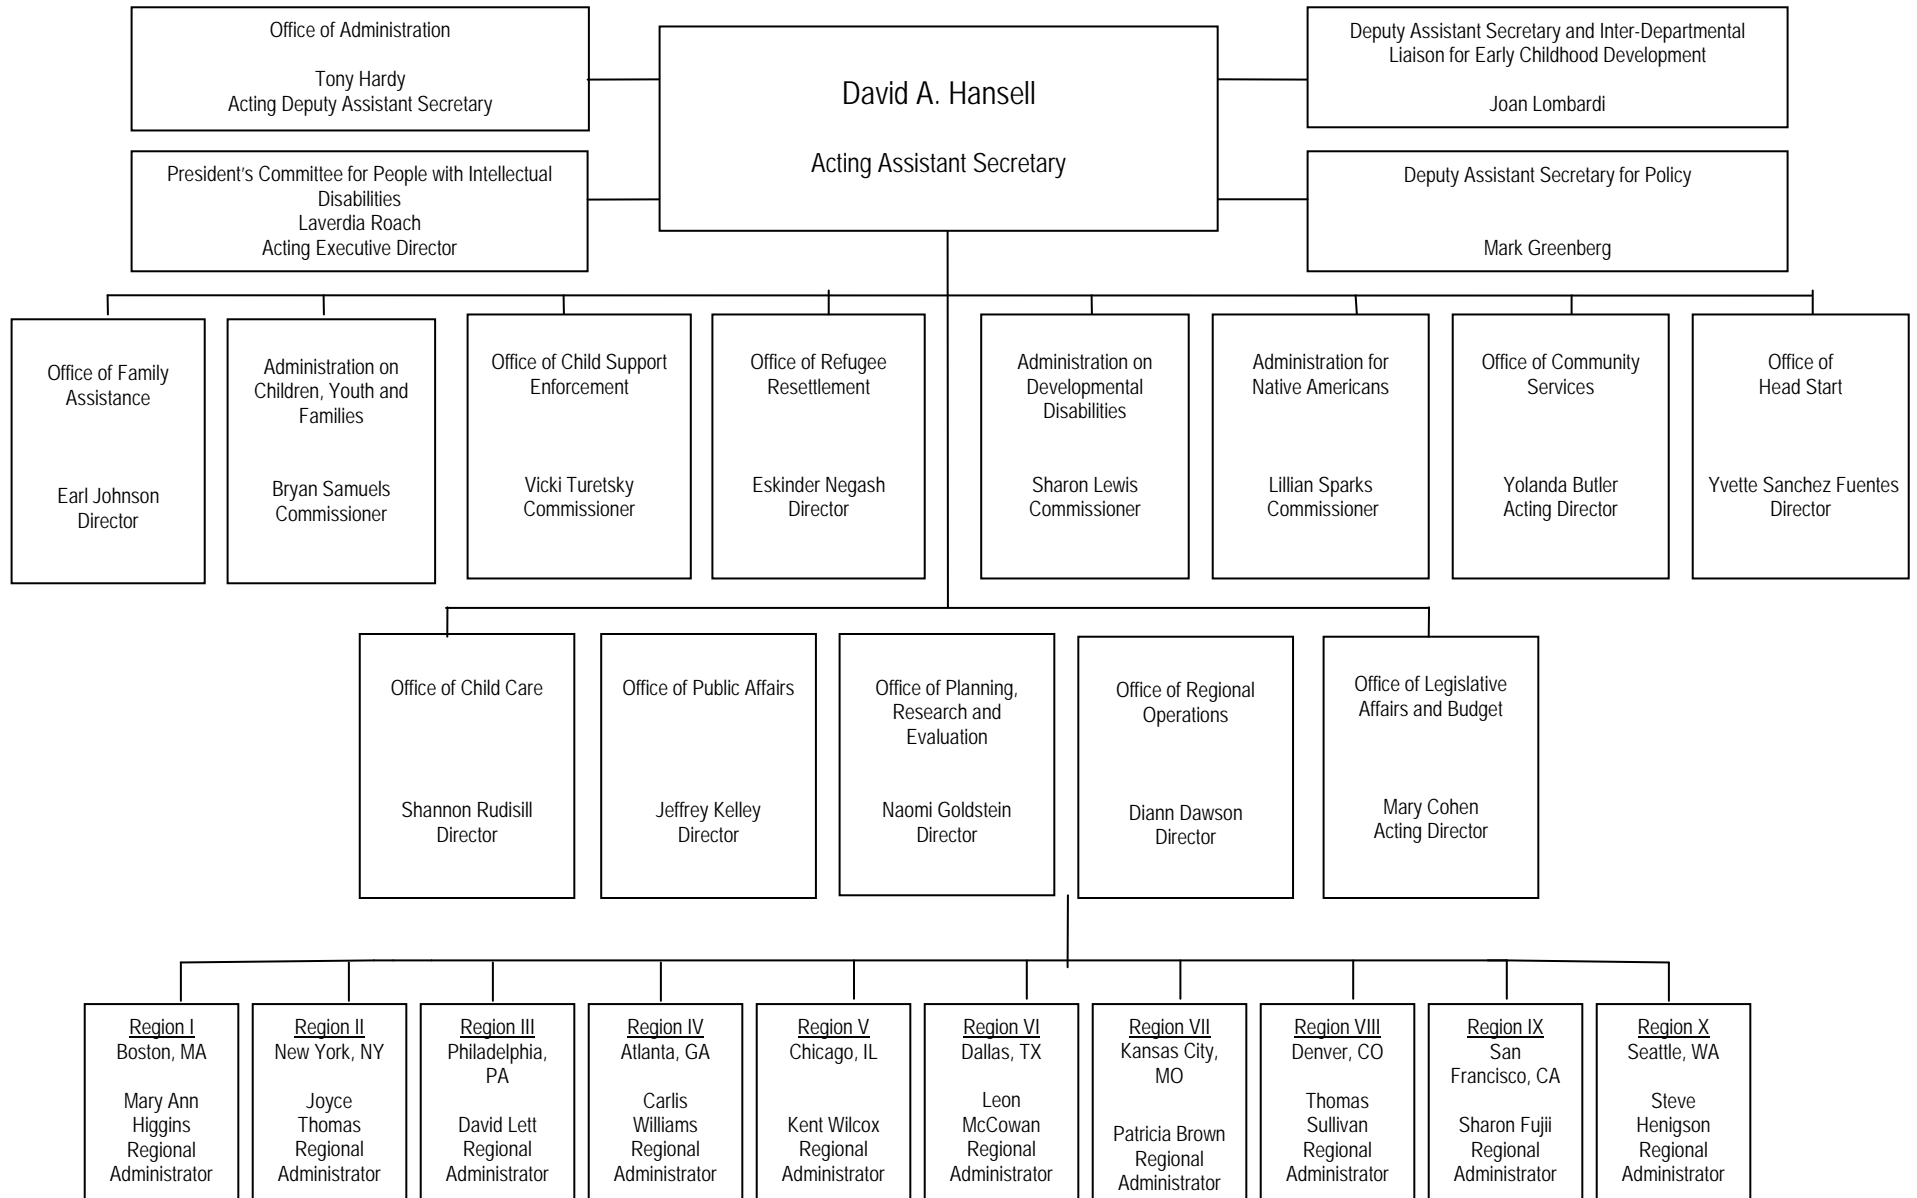 Office of Administration
Tony Hardy
Acting Deputy Assistant Secretary
David A. Hansell
Acting Assistant Secretary
Deputy Assistant Secretary and Inter-Departmental
Liaison for Early Childhood Development
Joan Lombardi
President’s Committee for People with Intellectual
Disabilities
Laverdia Roach
Acting Executive Director
Deputy Assistant Secretary for Policy
Mark Greenberg
Office of Family
Assistance
Earl Johnson
Director
Administration on
Children, Youth and
Families
Bryan Samuels
Commissioner
Office of Child Support
Enforcement
Vicki Turetsky
Commissioner
Office of Refugee
Resettlement
Eskinder Negash
Director
Administration on
Developmental
Disabilities
Sharon Lewis
Commissioner
Administration for
Native Americans
Lillian Sparks
Commissioner
Office of Community
Services
Yolanda Butler
Acting Director
Office of
Head Start
Yvette Sanchez Fuentes
Director
Office of Child Care
Shannon Rudisill
Director
Office of Public Affairs
Jeffrey Kelley
Director
Office of Planning,
Research and
Evaluation
Naomi Goldstein
Director
Office of Regional
Operations
Diann Dawson
Director
Office of Legislative
Affairs and Budget
Mary Cohen
Acting Director
Region I
Boston, MA
Mary Ann
Higgins
Regional
Administrator
Region II
New York, NY
Joyce
Thomas
Regional
Administrator
Region III
Philadelphia,
PA
David Lett
Regional
Administrator
Region IV
Atlanta, GA
Carlis
Williams
Regional
Administrator
Region V
Chicago, IL
Kent Wilcox
Regional
Administrator
Region VI
Dallas, TX
Leon
McCowan
Regional
Administrator
Region VII
Kansas City,
MO
Patricia Brown
Regional
Administrator
Region VIII
Denver, CO
Thomas
Sullivan
Regional
Administrator
Region IX
San
Francisco, CA
Sharon Fujii
Regional
Administrator
Region X
Seattle, WA
Steve
Henigson
Regional
Administrator